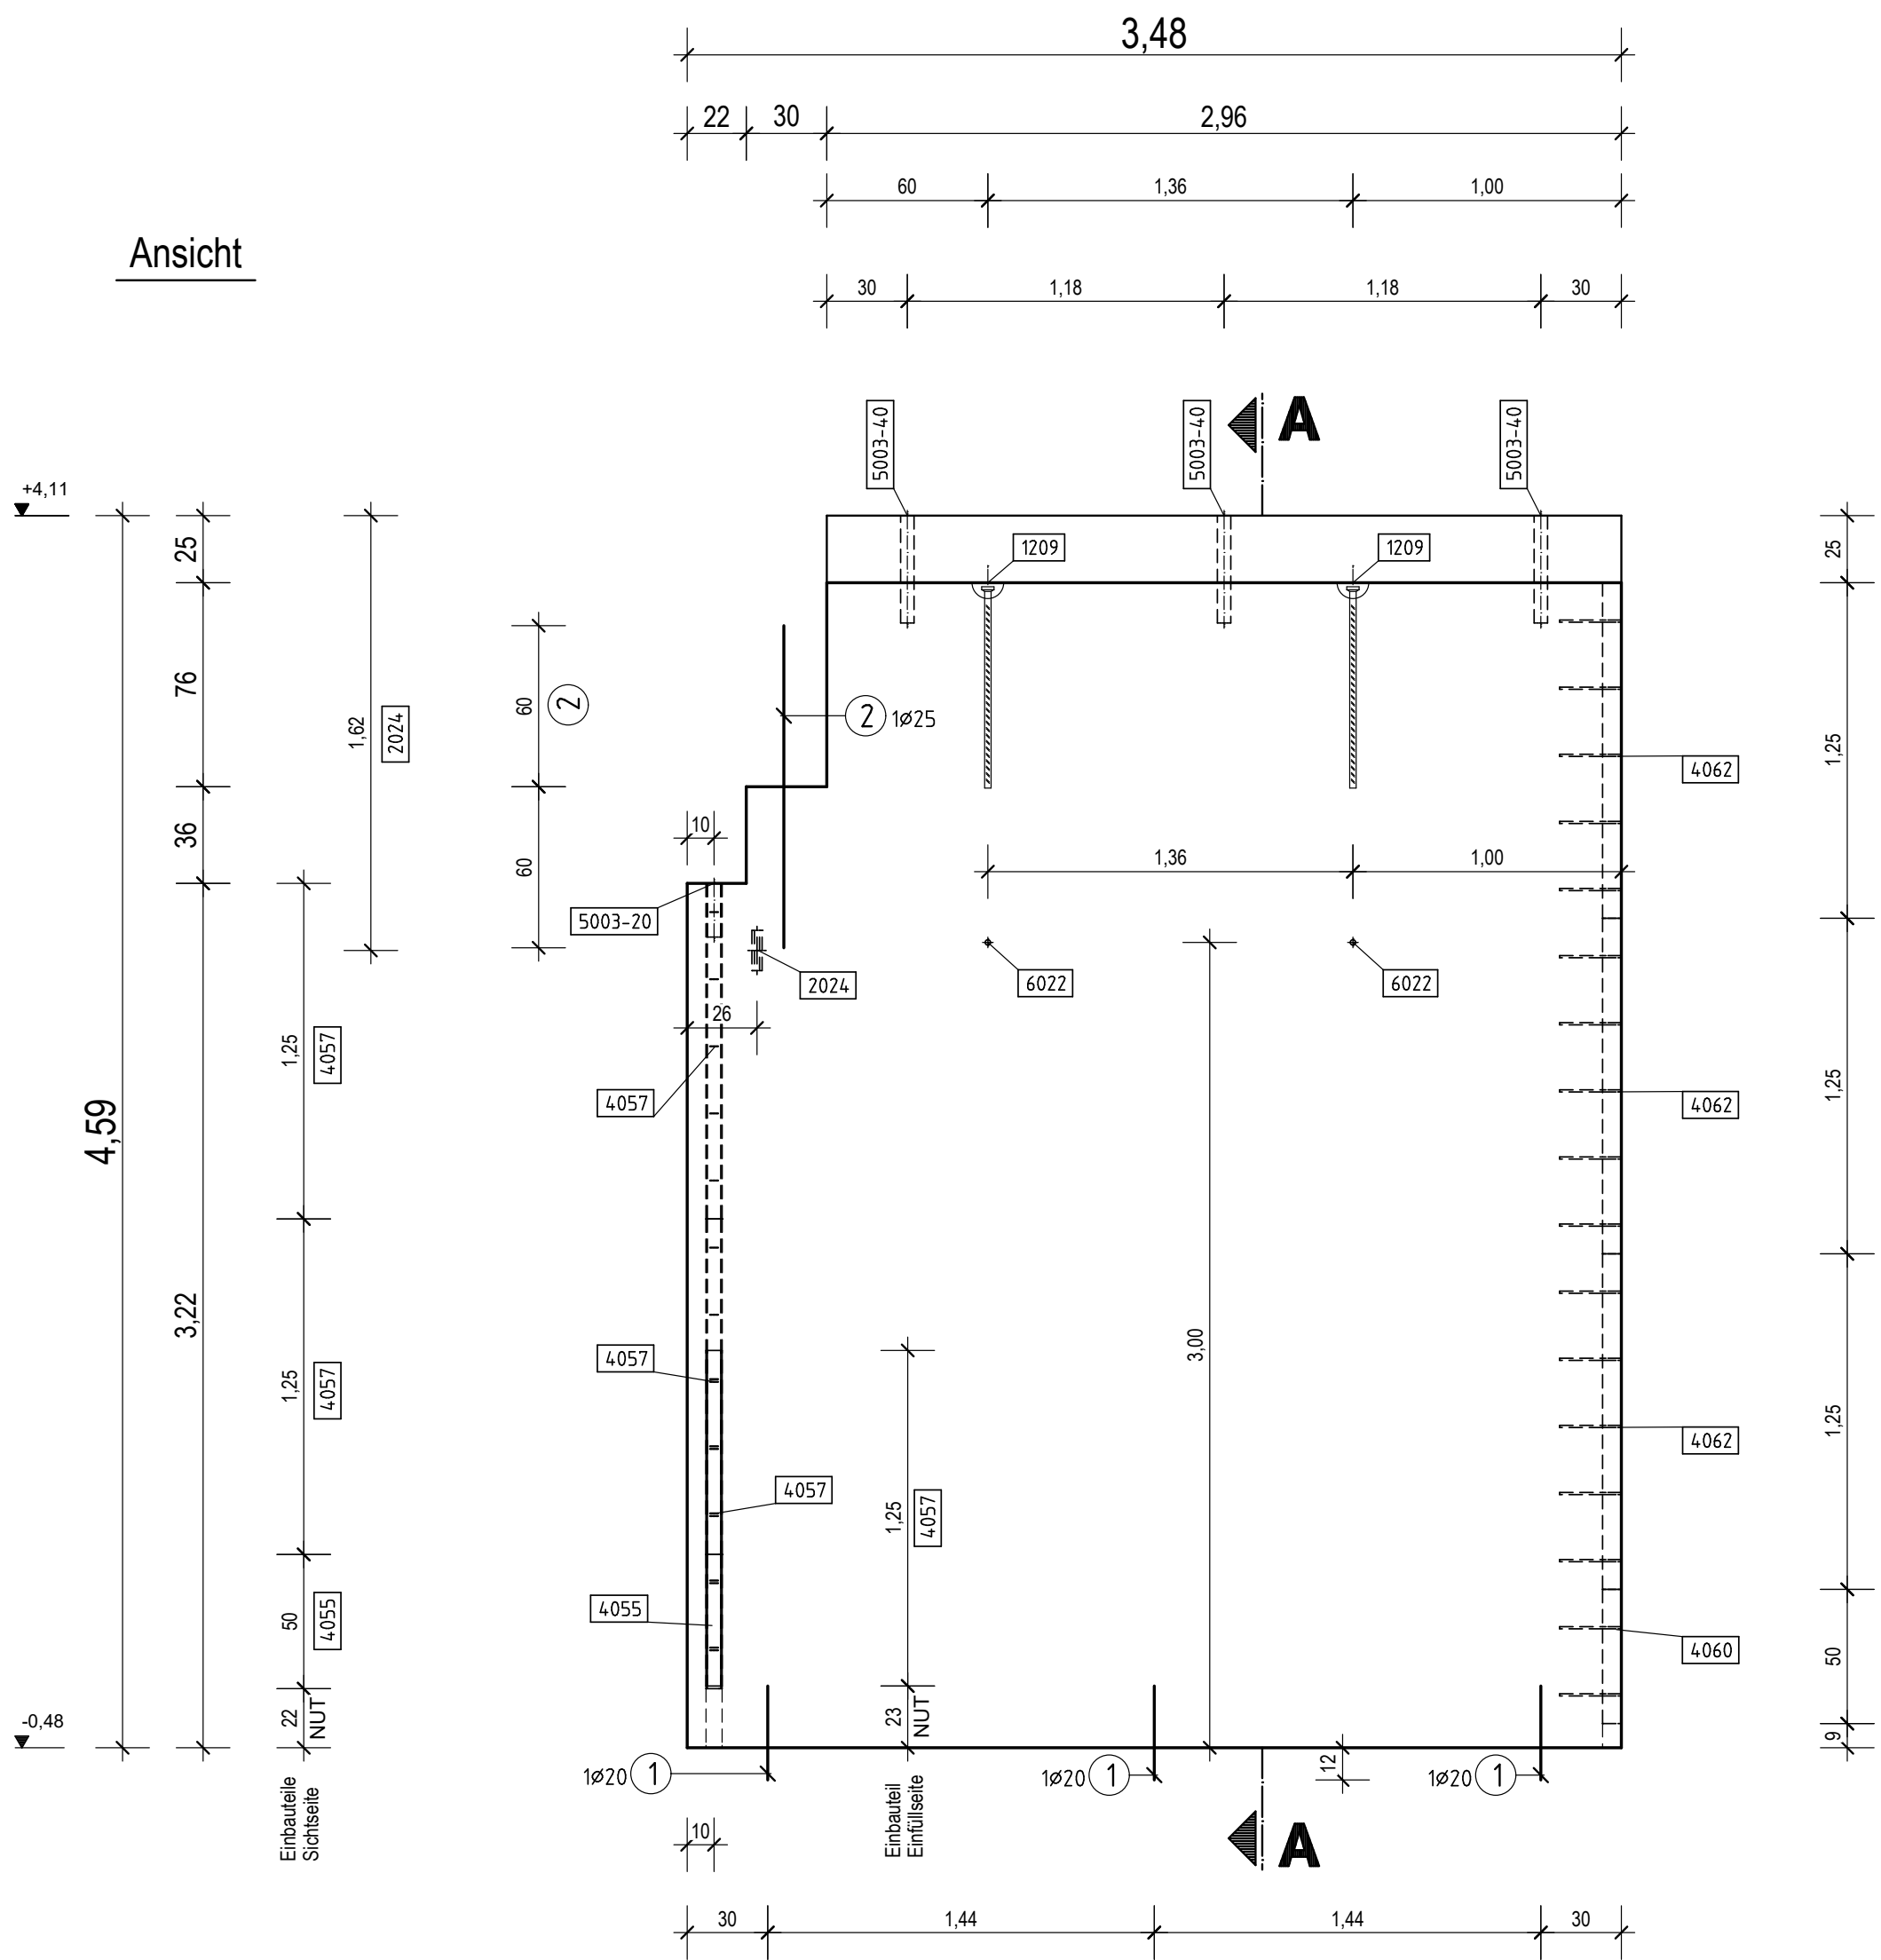 3,48
22 30 2,96
60 1,36 1,00
Ansicht
30 1,18 1,18 30
5003-40 5003-40 A 5003-40
+4,11
25 1209 1209 25
76 1,62 2024 60 2 2 1ø25 1,25
4062
36 10 60 1,36 1,00
5003-20
2024 6022 6022
26
1,25 4057 4057 1,25 4062
4,59
3,22 3,00
1,25 4057 4057 1,25 4062
4057 1,25 4057
50 4055 4055 4060 50
22 NUT 23 NUT 9
-0,48
1ø20 1 1ø20 1 12 1ø20 1
Einbauteile
Sichtseite
Einbauteil
Einfüllseite
10 A
30 1,44 1,44 30